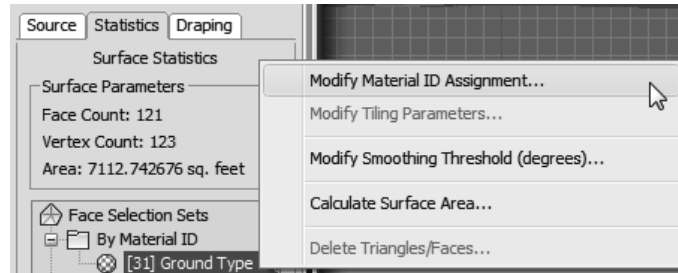 Source Statistics Draping
Surface Statistics
Surface Parameters
Face Count: 121
Vertex Count: 123
Area: 7112.742676 sq. feet
Face Selection Sets
By Material ID
[31] Ground Type
Modify Material ID Assignment...
Modify Tiling Parameters...
Modify Smoothing Threshold (degrees)...
Calculate Surface Area...
Delete Triangles/Faces...